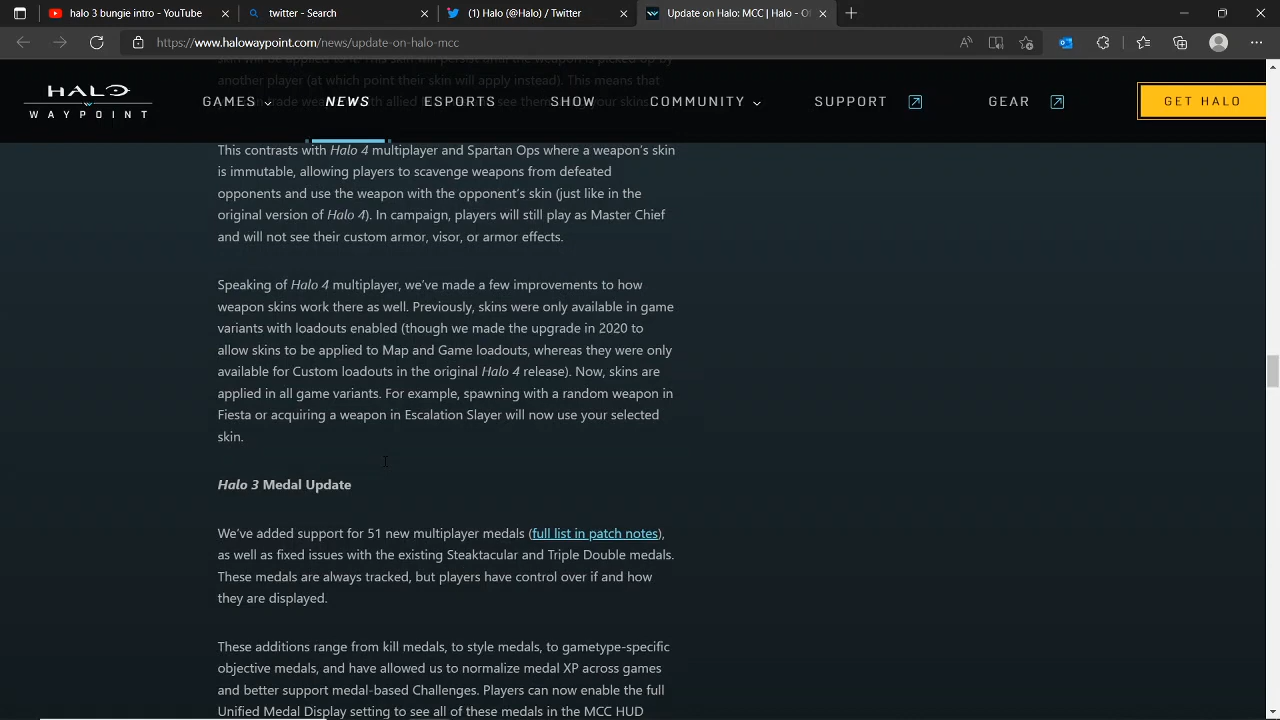 halo 3 bungie intro - YouTube
twitter - Search
(1) Halo (@Halo) / Twitter
Update on Halo: MCC | Halo - O
https://www.halowaypoint.com/news/update-on-halo-mcc
another player (at which point their skin will apply instead). This means that
HALO
WAYPOINT
GAMES
NEWS
ESPORTS
SHOW
COMMUNITY
SUPPORT
GEAR
GET HALO
This contrasts with Halo 4 multiplayer and Spartan Ops where a weapon's skin
is immutable, allowing players to scavenge weapons from defeated
opponents and use the weapon with the opponent's skin (just like in the
original version of Halo 4). In campaign, players will still play as Master Chief
and will not see their custom armor, visor, or armor effects.
Speaking of Halo 4 multiplayer, we've made a few improvements to how
weapon skins work there as well. Previously, skins were only available in game
variants with loadouts enabled (though we made the upgrade in 2020 to
allow skins to be applied to Map and Game loadouts, whereas they were only
available for Custom loadouts in the original Halo 4 release). Now, skins are
applied in all game variants. For example, spawning with a random weapon in
Fiesta or acquiring a weapon in Escalation Slayer will now use your selected
skin.
Halo 3 Medal Update
We've added support for 51 new multiplayer medals (full list in patch notes),
as well as fixed issues with the existing Steaktacular and Triple Double medals.
These medals are always tracked, but players have control over if and how
they are displayed.
These additions range from kill medals, to style medals, to gametype-specific
objective medals, and have allowed us to normalize medal XP across games
and better support medal-based Challenges. Players can now enable the full
Unified Medal Display setting to see all of these medals in the MCC HUD